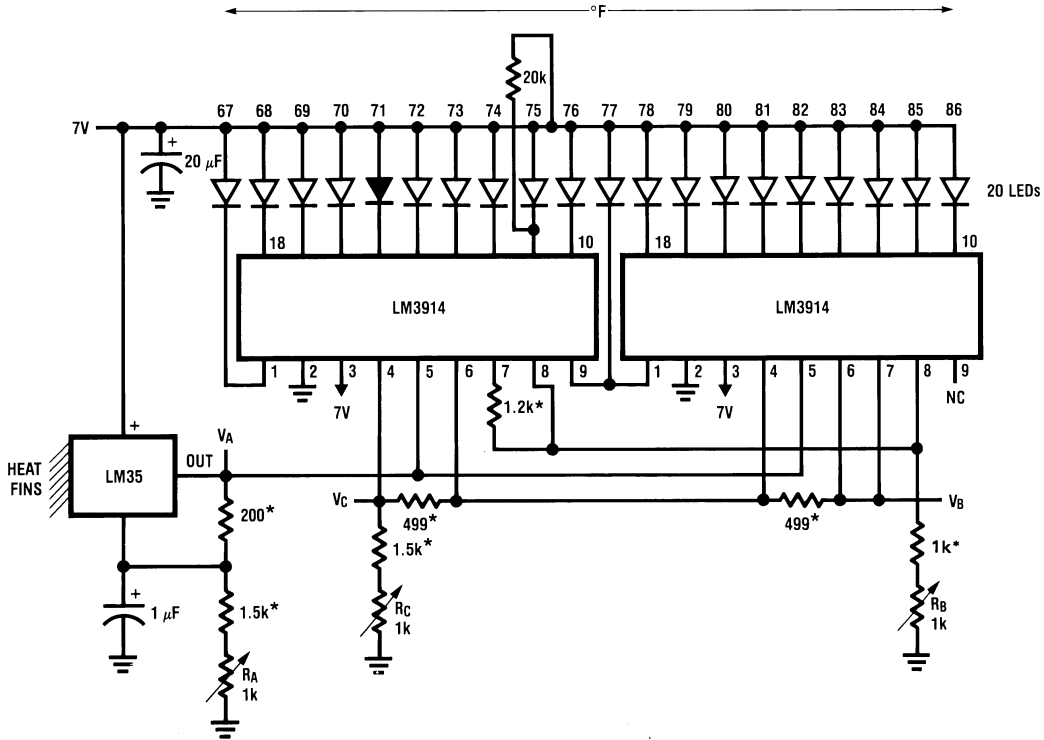 °F
20k
67 68 69 70 71 72 73 74 75 76 77 78 79 80 81 82 83 84 85 86
7V
+
20 µF
20 LEDs
18 10 18 10
LM3914 LM3914
1 2 3 4 5 6 7 8 9 1 2 3 4 5 6 7 8 9
7V 7V NC
1.2k*
+
VA
HEAT FINS
LM35
OUT
VC VB
200* 499* 499*
1.5k* 1k*
+
1 µF
1.5k*
RC 1k
RB 1k
RA 1k